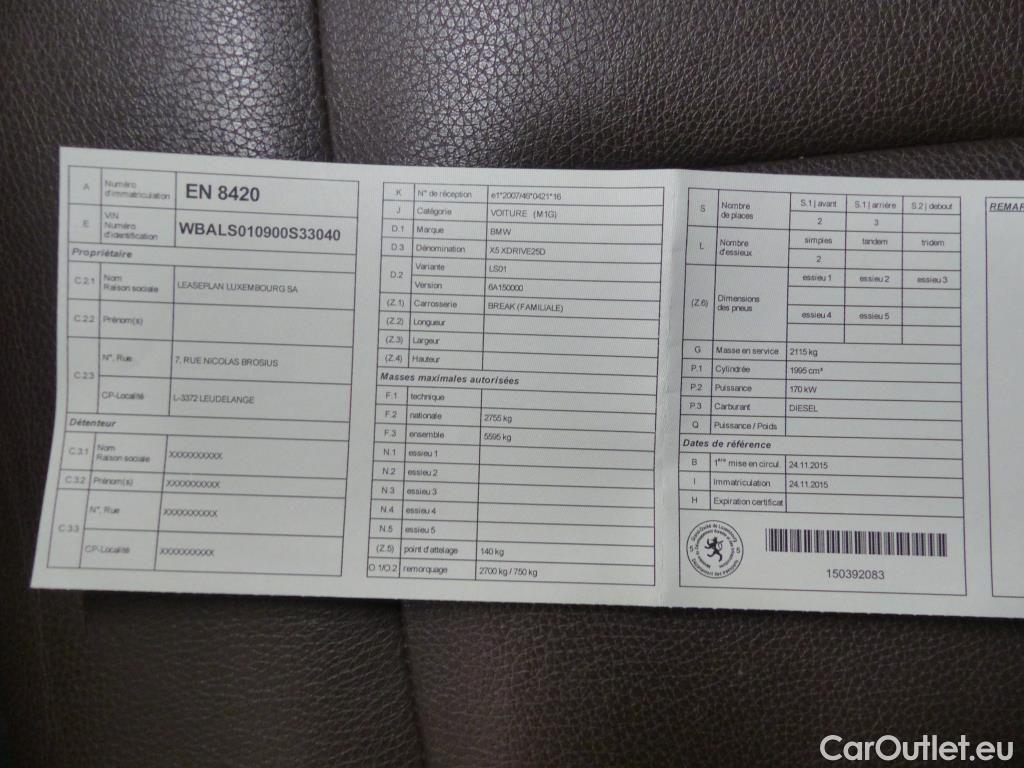 A Numéro d'immatriculation EN 8420
E VIN Numéro d'identification WBALS010900S33040
Propriétaire
C.2.1 Nom Raison sociale LEASEPLAN LUXEMBOURG SA
C.2.2 Prénom(s)
C.2.3 N°, Rue 7, RUE NICOLAS BROSIUS
CP-Localité L-3372 LEUDELANGE
Détenteur
C.3.1 Nom Raison sociale XXXXXXXXXX
C.3.2 Prénom(s) XXXXXXXXXX
C.3.3 N°, Rue XXXXXXXXXX
CP-Localité XXXXXXXXXX
K N° de réception e1*2007/46*0421*16
J Catégorie VOITURE (M1G)
D.1 Marque BMW
D.3 Dénomination X5 XDRIVE25D
D.2 Variante LS01
Version 6A150000
(Z.1) Carrosserie BREAK (FAMILIALE)
(Z.2) Longueur
(Z.3) Largeur
(Z.4) Hauteur
Masses maximales autorisées
F.1 technique
F.2 nationale 2755 kg
F.3 ensemble 5595 kg
N.1 essieu 1
N.2 essieu 2
N.3 essieu 3
N.4 essieu 4
N.5 essieu 5
(Z.5) point d'attelage 140 kg
O.1/O.2 remorquage 2700 kg / 750 kg
S Nombre de places S.1 | avant S.1 | arrière S.2 | debout
2 3
L Nombre d'essieux simples tandem tridem
2
(Z.6) Dimensions des pneus essieu 1 essieu 2 essieu 3
essieu 4 essieu 5
G Masse en service 2115 kg
P.1 Cylindrée 1995 cm³
P.2 Puissance 170 kW
P.3 Carburant DIESEL
Q Puissance / Poids
Dates de référence
B 1ère mise en circul. 24.11.2015
I Immatriculation 24.11.2015
H Expiration certificat
5 5
150392083
REMAR
CarOutlet.eu